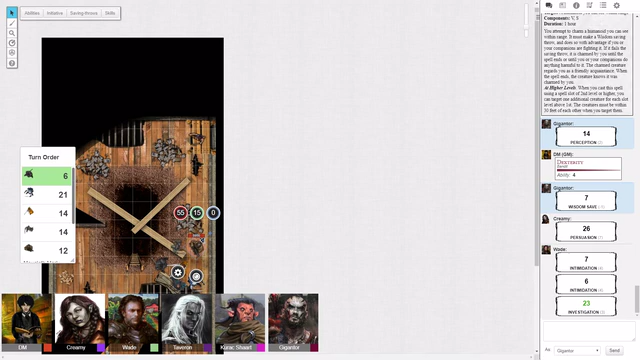 Abilities
Initiative
Saving throws
Skills
Turn Order
6
21
14
14
12
55
15
0
DM
Creamy
Wade
Taveron
Gigantor
Components: V, S
Duration: 1 hour
You attempt to charm a humanoid you can see
within range. It must make a Wisdom saving
throw, and does so with advantage if you or
your companions are fighting it. If it fails the
saving throw, it is charmed by you until the
spell ends or until you or your companions do
anything harmful to it. The charmed creature
regards you as a friendly acquaintance. When
the spell ends, the creature knows it was
charmed by you.
At Higher Levels. When you cast this
spell using a spell slot of 2nd level or higher, you
can target one additional creature for each slot
level above 1st. The creatures must be
within 30 feet of each other when you target them.
Gigantor:
14
PERCEPTION
DM (GM):
DEXTERITY
Ability: 4
Gigantor:
7
WISDOM SAVE
Creamy:
26
PERSUASION
Wade:
7
INTIMIDATION
6
INTIMIDATION
23
INVESTIGATION
As
Gigantor
Send